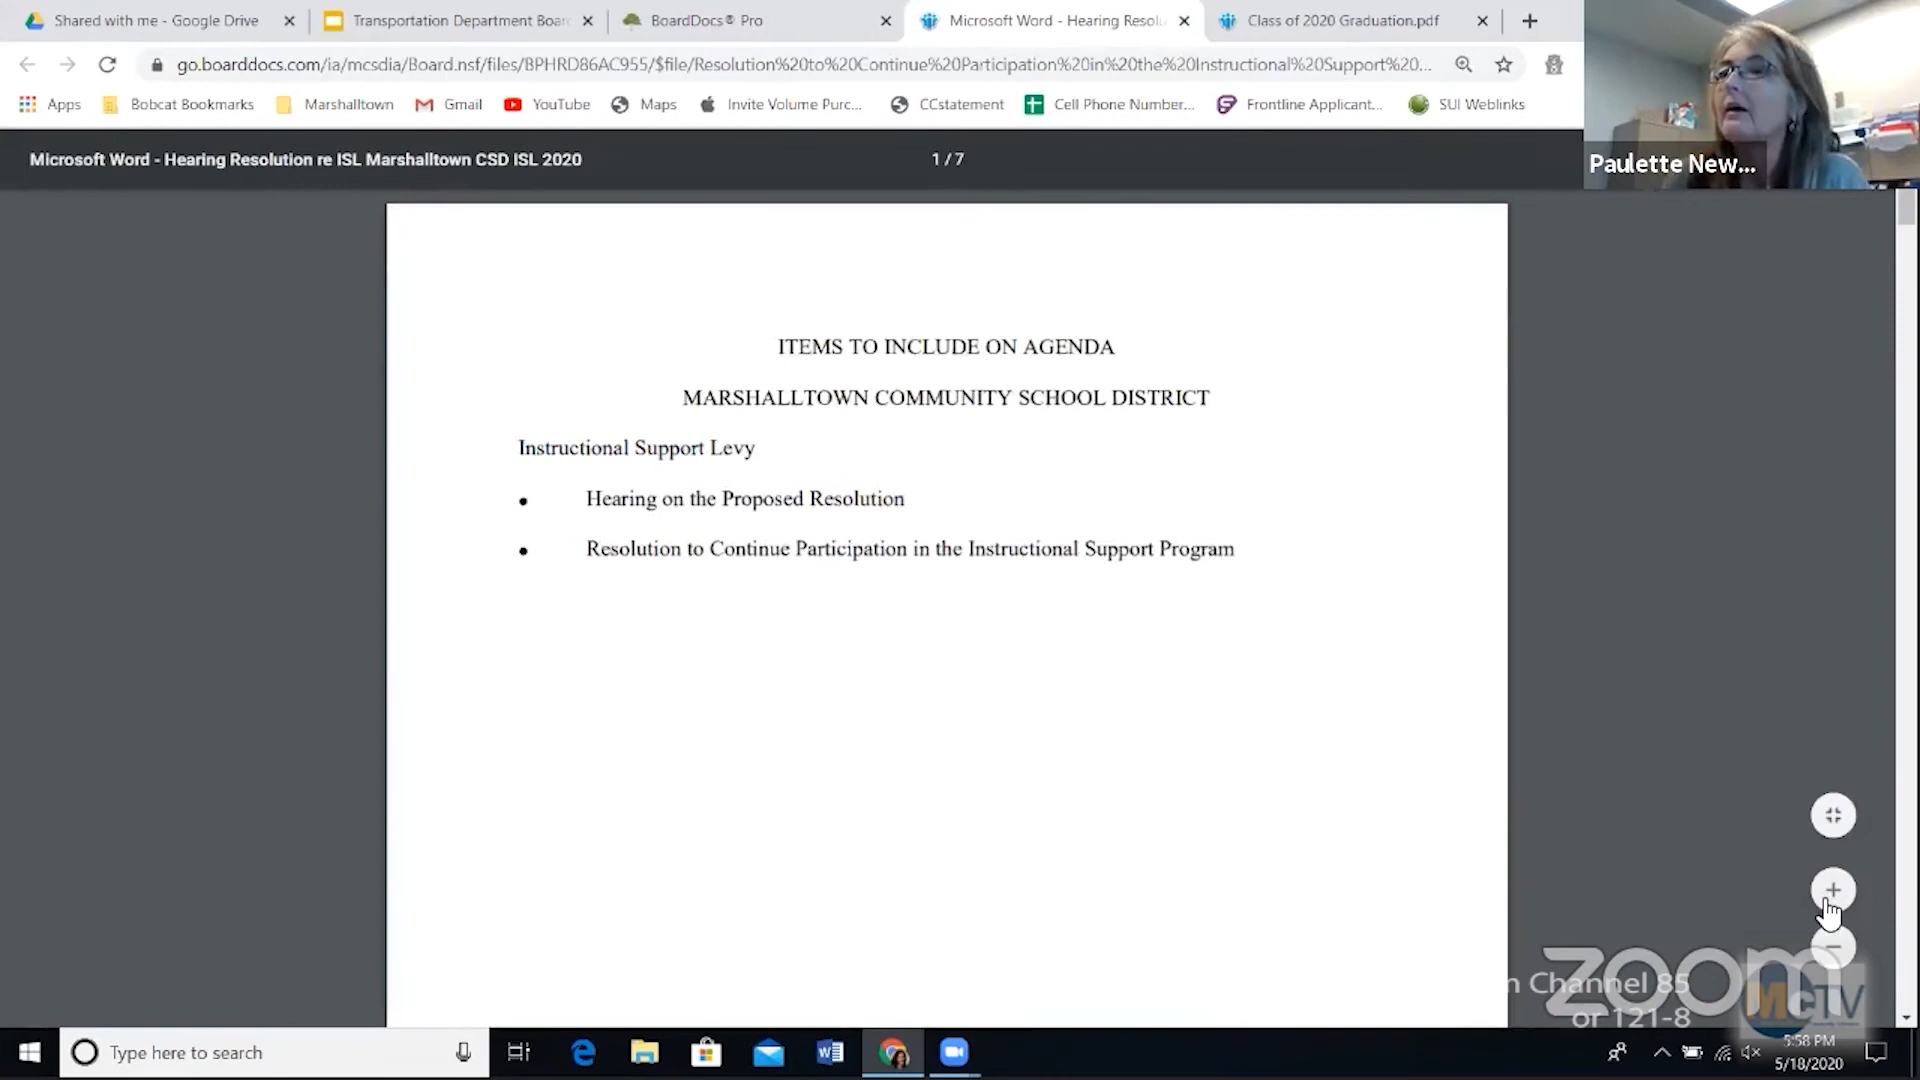 Shared with me - Google Drive
Transportation Department Boar
BoardDocs® Pro
Microsoft Word - Hearing Resolu
Class of 2020 Graduation.pdf
go.boarddocs.com/ia/mcsdia/Board.nsf/files/BPHRD86AC955/$file/Resolution%20to%20Continue%20Participation%20in%20the%20Instructional%20Support%20...
Apps
Bobcat Bookmarks
Marshalltown
Gmail
YouTube
Maps
Invite Volume Purc...
CCstatement
Cell Phone Number...
Frontline Applicant...
SUI Weblinks
Microsoft Word - Hearing Resolution re ISL Marshalltown CSD ISL 2020
1 / 7
Paulette New...
ITEMS TO INCLUDE ON AGENDA
MARSHALLTOWN COMMUNITY SCHOOL DISTRICT
Instructional Support Levy
• Hearing on the Proposed Resolution
• Resolution to Continue Participation in the Instructional Support Program
zoom
n Channel 85
or 121-8
McTV
Type here to search
5:58 PM
5/18/2020